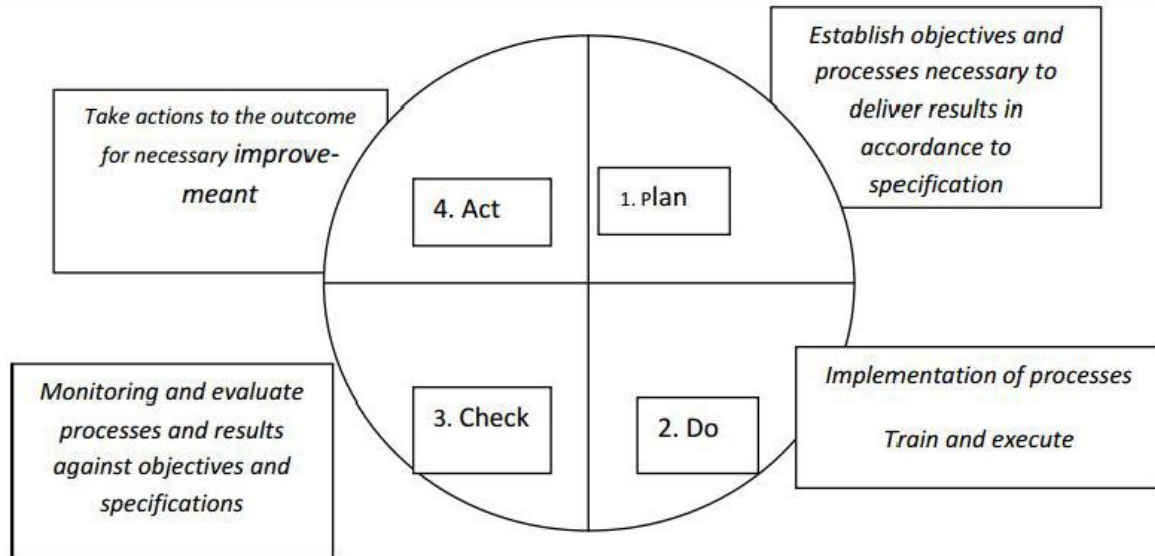 Establish objectives and
processes necessary to
deliver results in
accordance to
specification
Take actions to the outcome
for necessary improve-
meant
4. Act
1. Plan
Implementation of processes
Train and execute
Monitoring and evaluate
processes and results
against objectives and
specifications
3. Check
2. Do